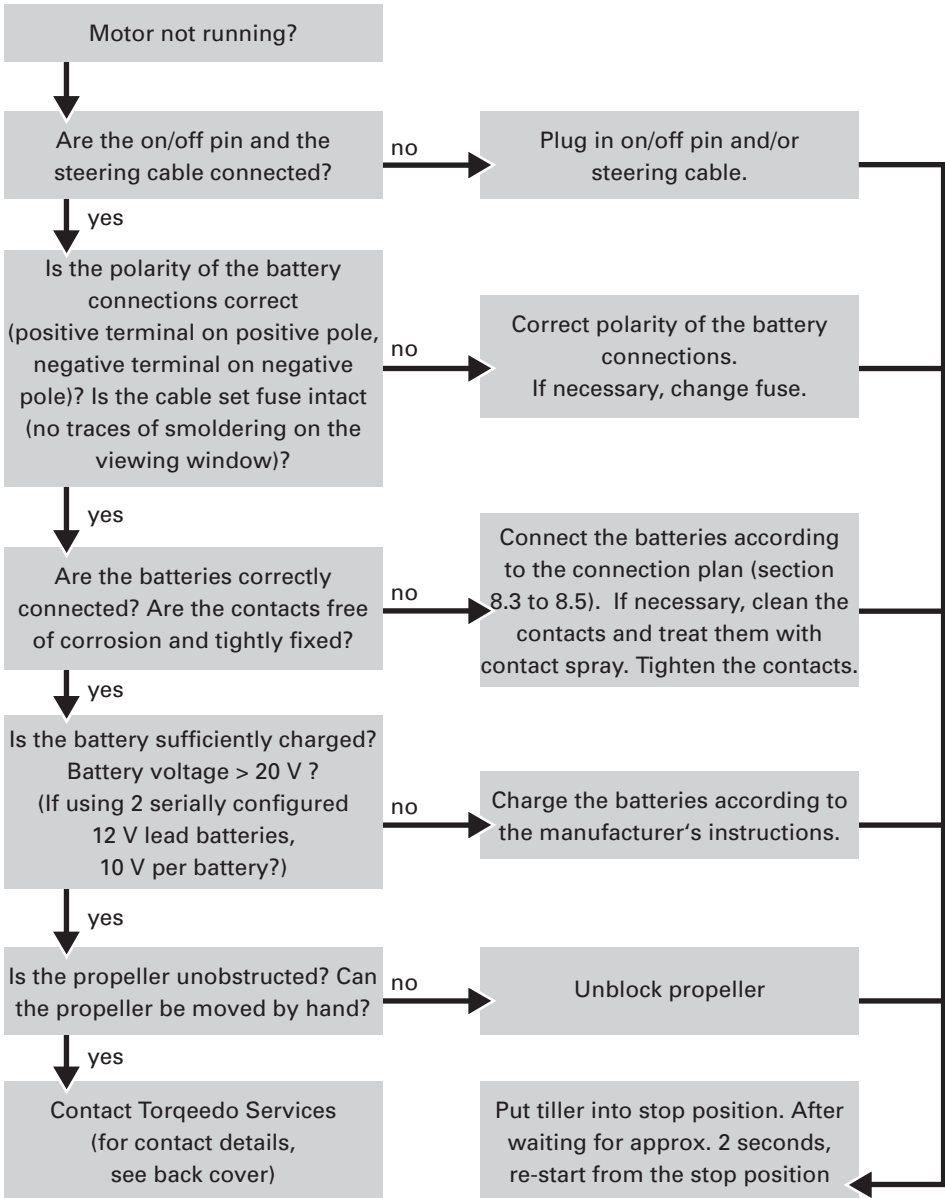 Motor not running?
Are the on/off pin and the
steering cable connected?
no
Plug in on/off pin and/or
steering cable.
yes
Is the polarity of the battery
connections correct
(positive terminal on positive pole,
negative terminal on negative
pole)? Is the cable set fuse intact
(no traces of smoldering on the
viewing window)?
no
Correct polarity of the battery
connections.
If necessary, change fuse.
yes
Are the batteries correctly
connected? Are the contacts free
of corrosion and tightly fixed?
no
Connect the batteries according
to the connection plan (section
8.3 to 8.5). If necessary, clean the
contacts and treat them with
contact spray. Tighten the contacts.
yes
Is the battery sufficiently charged?
Battery voltage > 20 V ?
(If using 2 serially configured
12 V lead batteries,
10 V per battery?)
no
Charge the batteries according to
the manufacturer‘s instructions.
yes
Is the propeller unobstructed? Can
the propeller be moved by hand?
no
Unblock propeller
yes
Contact Torqeedo Services
(for contact details,
see back cover)
Put tiller into stop position. After
waiting for approx. 2 seconds,
re-start from the stop position